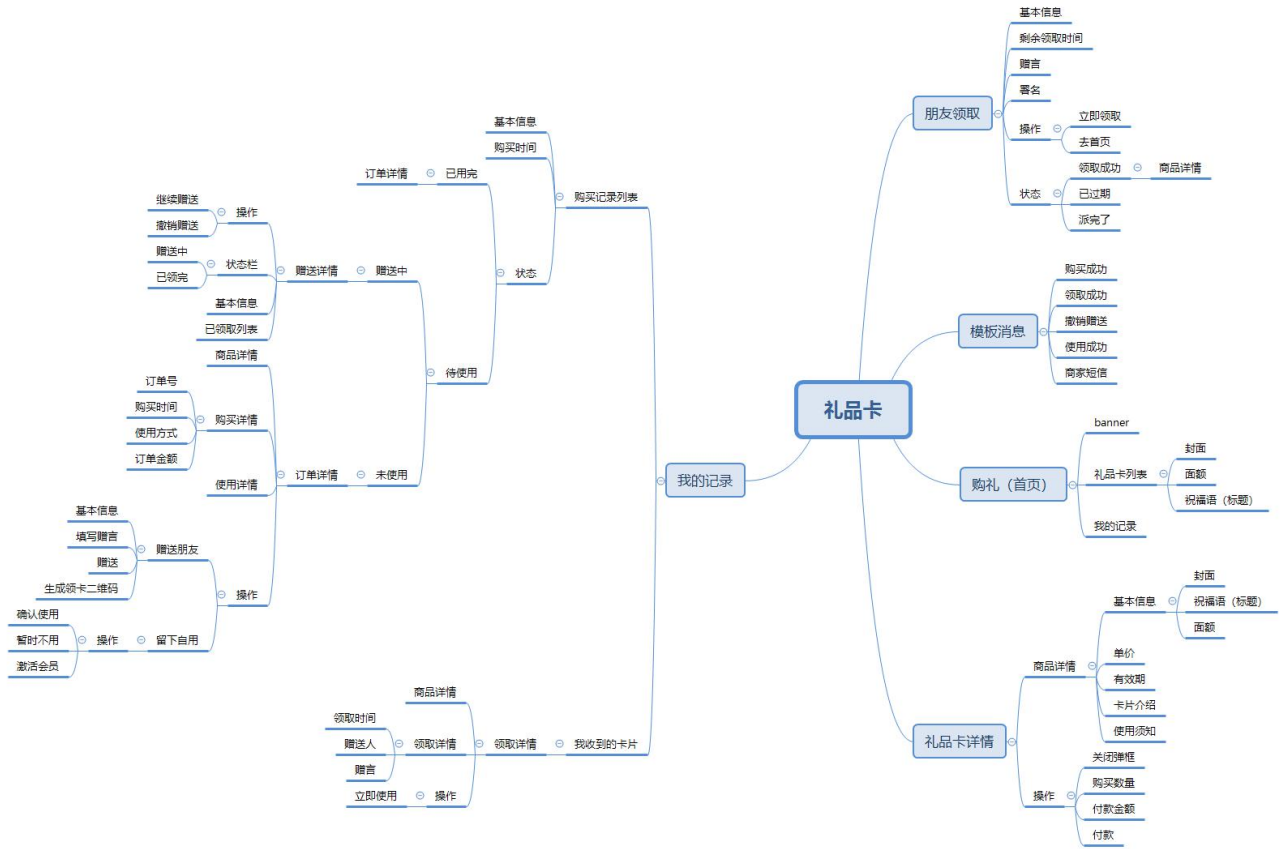 礼品卡
朋友领取
基本信息
剩余领取时间
赠言
署名
操作
立即领取
去首页
状态
领取成功
商品详情
已过期
派完了
模板消息
购买成功
领取成功
撤销赠送
使用成功
商家短信
购礼（首页）
banner
礼品卡列表
封面
面额
祝福语（标题）
我的记录
礼品卡详情
商品详情
基本信息
封面
祝福语（标题）
面额
单价
有效期
卡片介绍
使用须知
操作
关闭弹框
购买数量
付款金额
付款
我的记录
购买记录列表
基本信息
购买时间
状态
已用完
订单详情
待使用
赠送中
赠送详情
操作
继续赠送
撤销赠送
状态栏
赠送中
已领完
基本信息
已领取列表
未使用
订单详情
商品详情
购买详情
订单号
购买时间
使用方式
订单金额
使用详情
操作
赠送朋友
基本信息
填写赠言
赠送
生成领卡二维码
留下自用
操作
确认使用
暂时不用
激活会员
我收到的卡片
领取详情
商品详情
领取详情
领取时间
赠送人
赠言
操作
立即使用